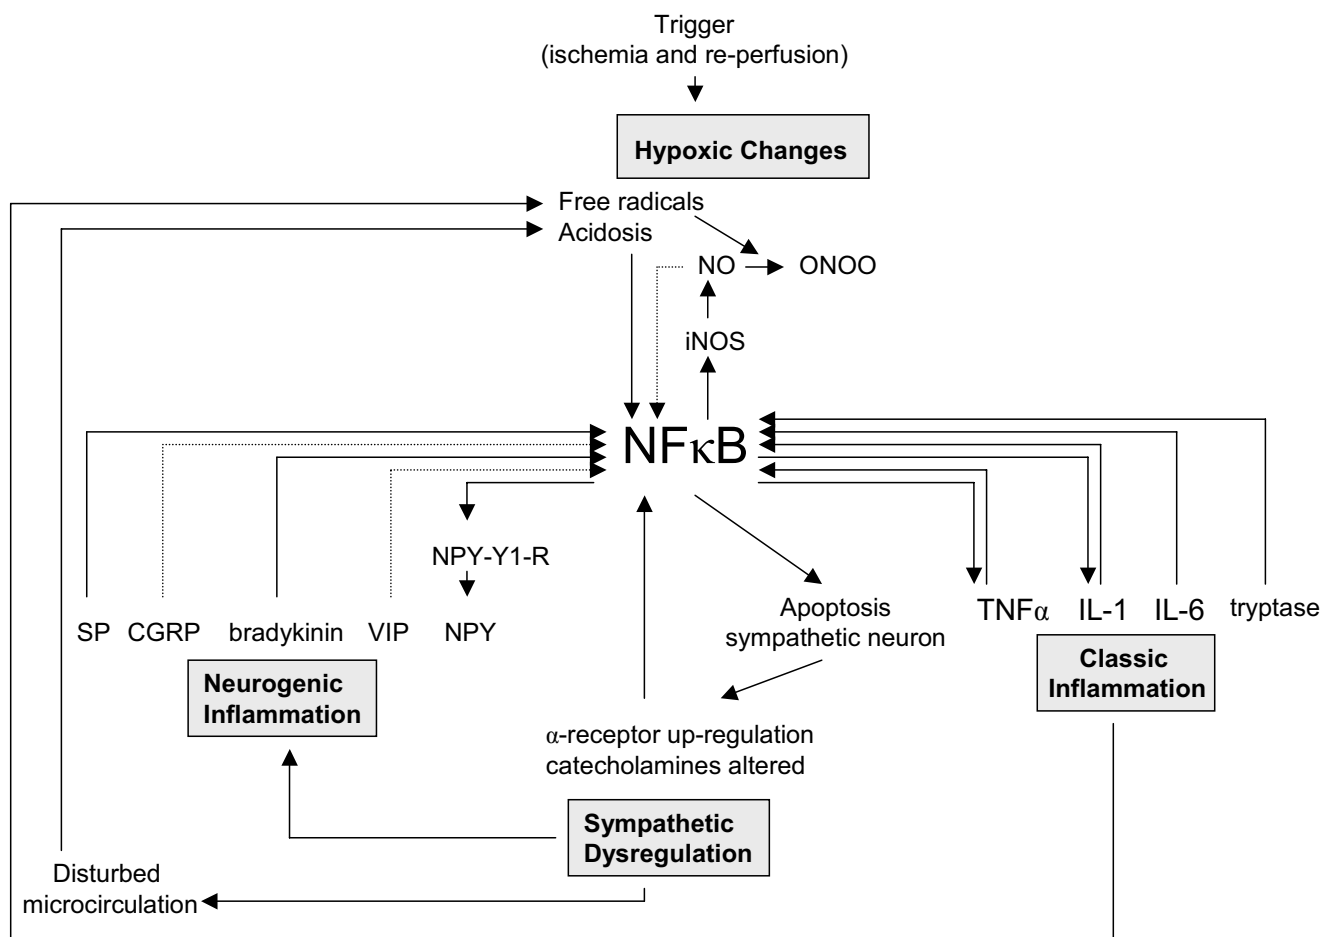 Trigger
(ischemia and re-perfusion)
Hypoxic Changes
Free radicals
Acidosis
NO
ONOO
iNOS
NFκB
NPY-Y1-R
SP
CGRP
bradykinin
VIP
NPY
Apoptosis
sympathetic neuron
TNFα
IL-1
IL-6
tryptase
Neurogenic
Inflammation
Classic
Inflammation
α-receptor up-regulation
catecholamines altered
Sympathetic
Dysregulation
Disturbed
microcirculation